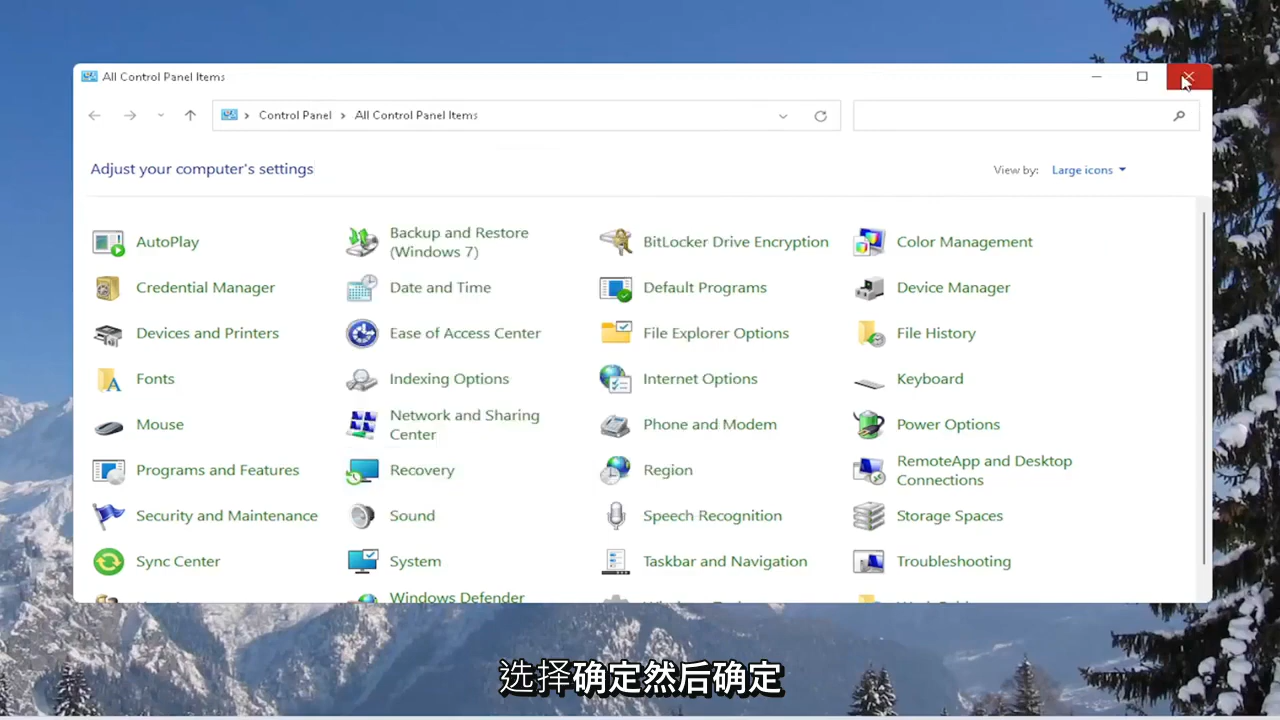 All Control Panel Items
Control Panel > All Control Panel Items
Adjust your computer's settings
View by: Large icons
AutoPlay
Backup and Restore
(Windows 7)
BitLocker Drive Encryption
Color Management
Credential Manager
Date and Time
Default Programs
Device Manager
Devices and Printers
Ease of Access Center
File Explorer Options
File History
Fonts
Indexing Options
Internet Options
Keyboard
Mouse
Network and Sharing
Center
Phone and Modem
Power Options
Programs and Features
Recovery
Region
RemoteApp and Desktop
Connections
Security and Maintenance
Sound
Speech Recognition
Storage Spaces
Sync Center
System
Taskbar and Navigation
Troubleshooting
Windows Defender
选择确定然后确定